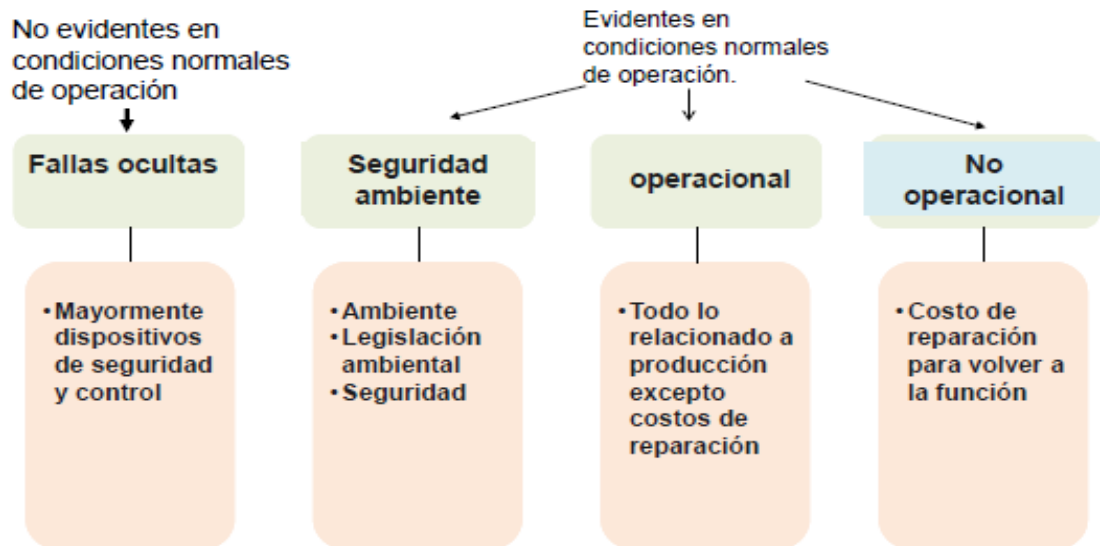 No evidentes en
condiciones normales
de operación
Evidentes en
condiciones normales
de operación.
Fallas ocultas
Seguridad
ambiente
operacional
No
operacional
•Mayormente
dispositivos
de seguridad
y control
•Ambiente
•Legislación
ambiental
•Seguridad
•Todo lo
relacionado a
producción
excepto
costos de
reparación
•Costo de
reparación
para volver a
la función